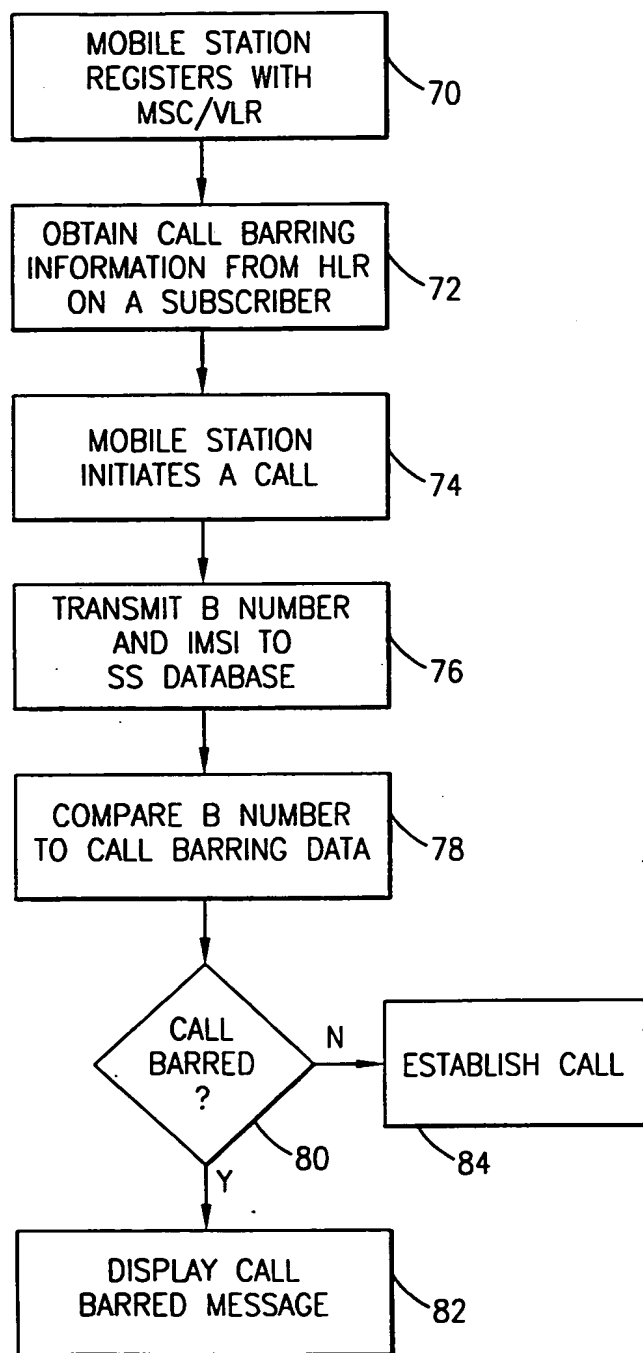 MOBILE STATION
REGISTERS WITH
MSC/VLR
70
OBTAIN CALL BARRING
INFORMATION FROM HLR
ON A SUBSCRIBER
72
MOBILE STATION
INITIATES A CALL
74
TRANSMIT B NUMBER
AND IMSI TO
SS DATABASE
76
COMPARE B NUMBER
TO CALL BARRING DATA
78
CALL
BARRED
?
80
N
ESTABLISH CALL
84
Y
DISPLAY CALL
BARRED MESSAGE
82